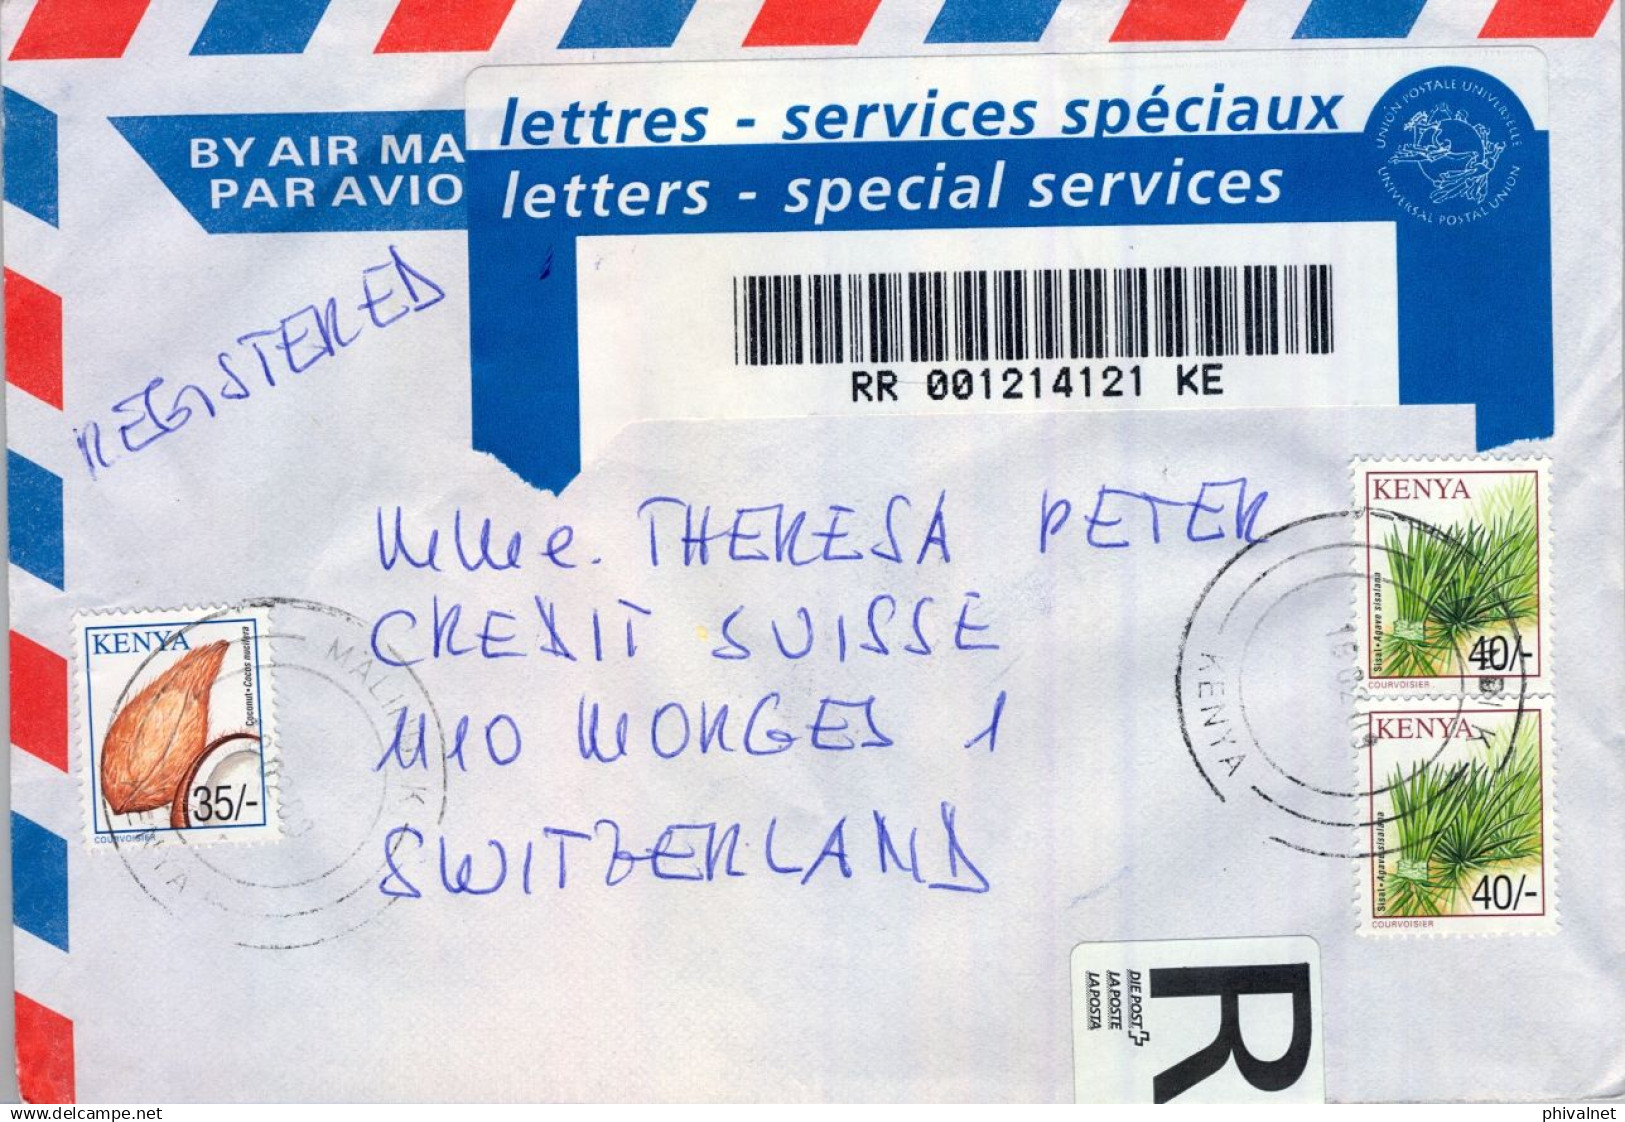 BY AIR MA
PAR AVIO
lettres - services spéciaux
letters - special services
UNION POSTALE UNIVERSELLE
UNIVERSAL POSTAL UNION
RR 001214121 KE
REGISTERED
Mme. THERESA PETER
CREDIT SUISSE
1110 MORGES 1
SWITZERLAND
KENYA
Coconut • Cocos nucifera
35/-
COURVOISIER
MALINDI
KENYA
KENYA
Sisal • Agave sisalana
40/-
COURVOISIER
KENYA
KENYA
Sisal • Agave sisalana
40/-
COURVOISIER
R
DIE POST
LA POSTE
LA POSTA
delcampe.net
phivalnet